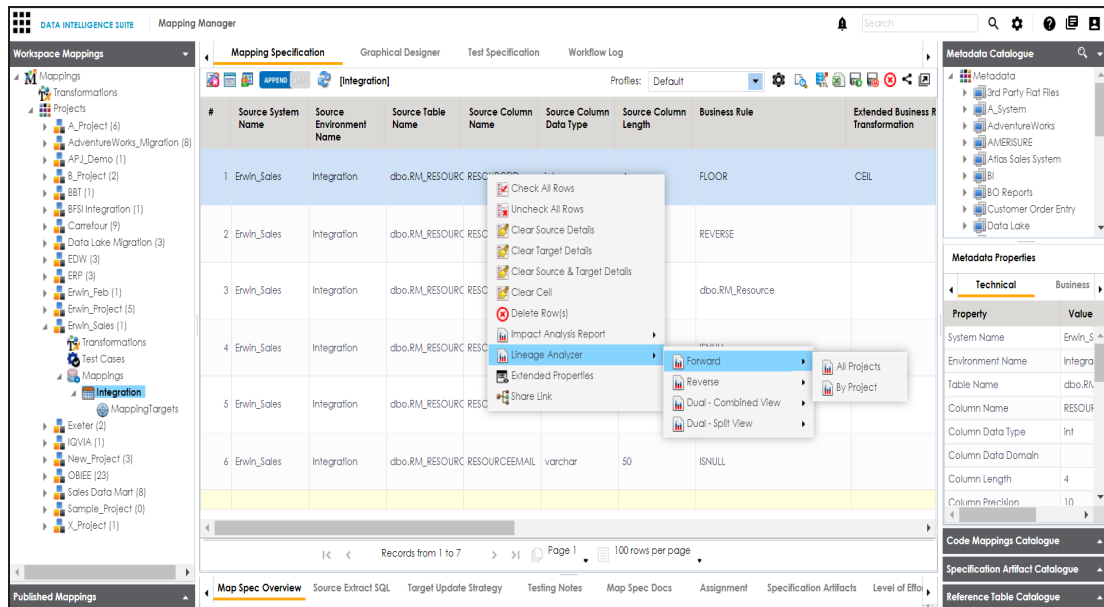 DATA INTELLIGENCE SUITE Mapping Manager Search
Workspace Mappings
Mappings
Transformations
Projects
A_Project (6)
AdventureWorks_Migration (8)
APJ_Demo (1)
B_Project (2)
BBT (1)
BFSI Integration (1)
Carrefour (9)
Data Lake Migration (3)
EDW (3)
ERP (3)
Erwin_Feb (1)
Erwin_Project (5)
Erwin_Sales (1)
Transformations
Test Cases
Mappings
Integration
MappingTargets
Exeter (2)
IQVIA (1)
New_Project (3)
OBIEE (23)
Sales Data Mart (8)
Sample_Project (0)
X_Project (1)
Published Mappings
Mapping Specification Graphical Designer Test Specification Workflow Log
APPEND [Integration] Profiles: Default
# Source System Name Source Environment Name Source Table Name Source Column Name Source Column Data Type Source Column Length Business Rule Extended Business R Transformation
1 Erwin_Sales Integration dbo.RM_RESOURC FLOOR CEIL
2 Erwin_Sales Integration dbo.RM_RESOURC RESC REVERSE
3 Erwin_Sales Integration dbo.RM_RESOURC RESC dbo.RM_Resource
4 Erwin_Sales Integration dbo.RM_RESOURC RESC
5 Erwin_Sales Integration dbo.RM_RESOURC RESC
6 Erwin_Sales Integration dbo.RM_RESOURC RESOURCEEMAIL varchar 50 ISNULL
Check All Rows
Uncheck All Rows
Clear Source Details
Clear Target Details
Clear Source & Target Details
Clear Cell
Delete Row(s)
Impact Analysis Report
Lineage Analyzer
Extended Properties
Share Link
Forward
Reverse
Dual - Combined View
Dual - Split View
All Projects
By Project
Records from 1 to 7 Page 1 100 rows per page
Map Spec Overview Source Extract SQL Target Update Strategy Testing Notes Map Spec Docs Assignment Specification Artifacts Level of Effo
Metadata Catalogue
Metadata
3rd Party Flat Files
A_System
AdventureWorks
AMERISURE
Atlas Sales System
BI
BO Reports
Customer Order Entry
Data Lake
Metadata Properties
Technical Business
Property Value
System Name Erwin_S
Environment Name Integra
Table Name dbo.RM
Column Name RESOUR
Column Data Type int
Column Data Domain
Column Length 4
Column Precision 10
Code Mappings Catalogue
Specification Artifact Catalogue
Reference Table Catalogue